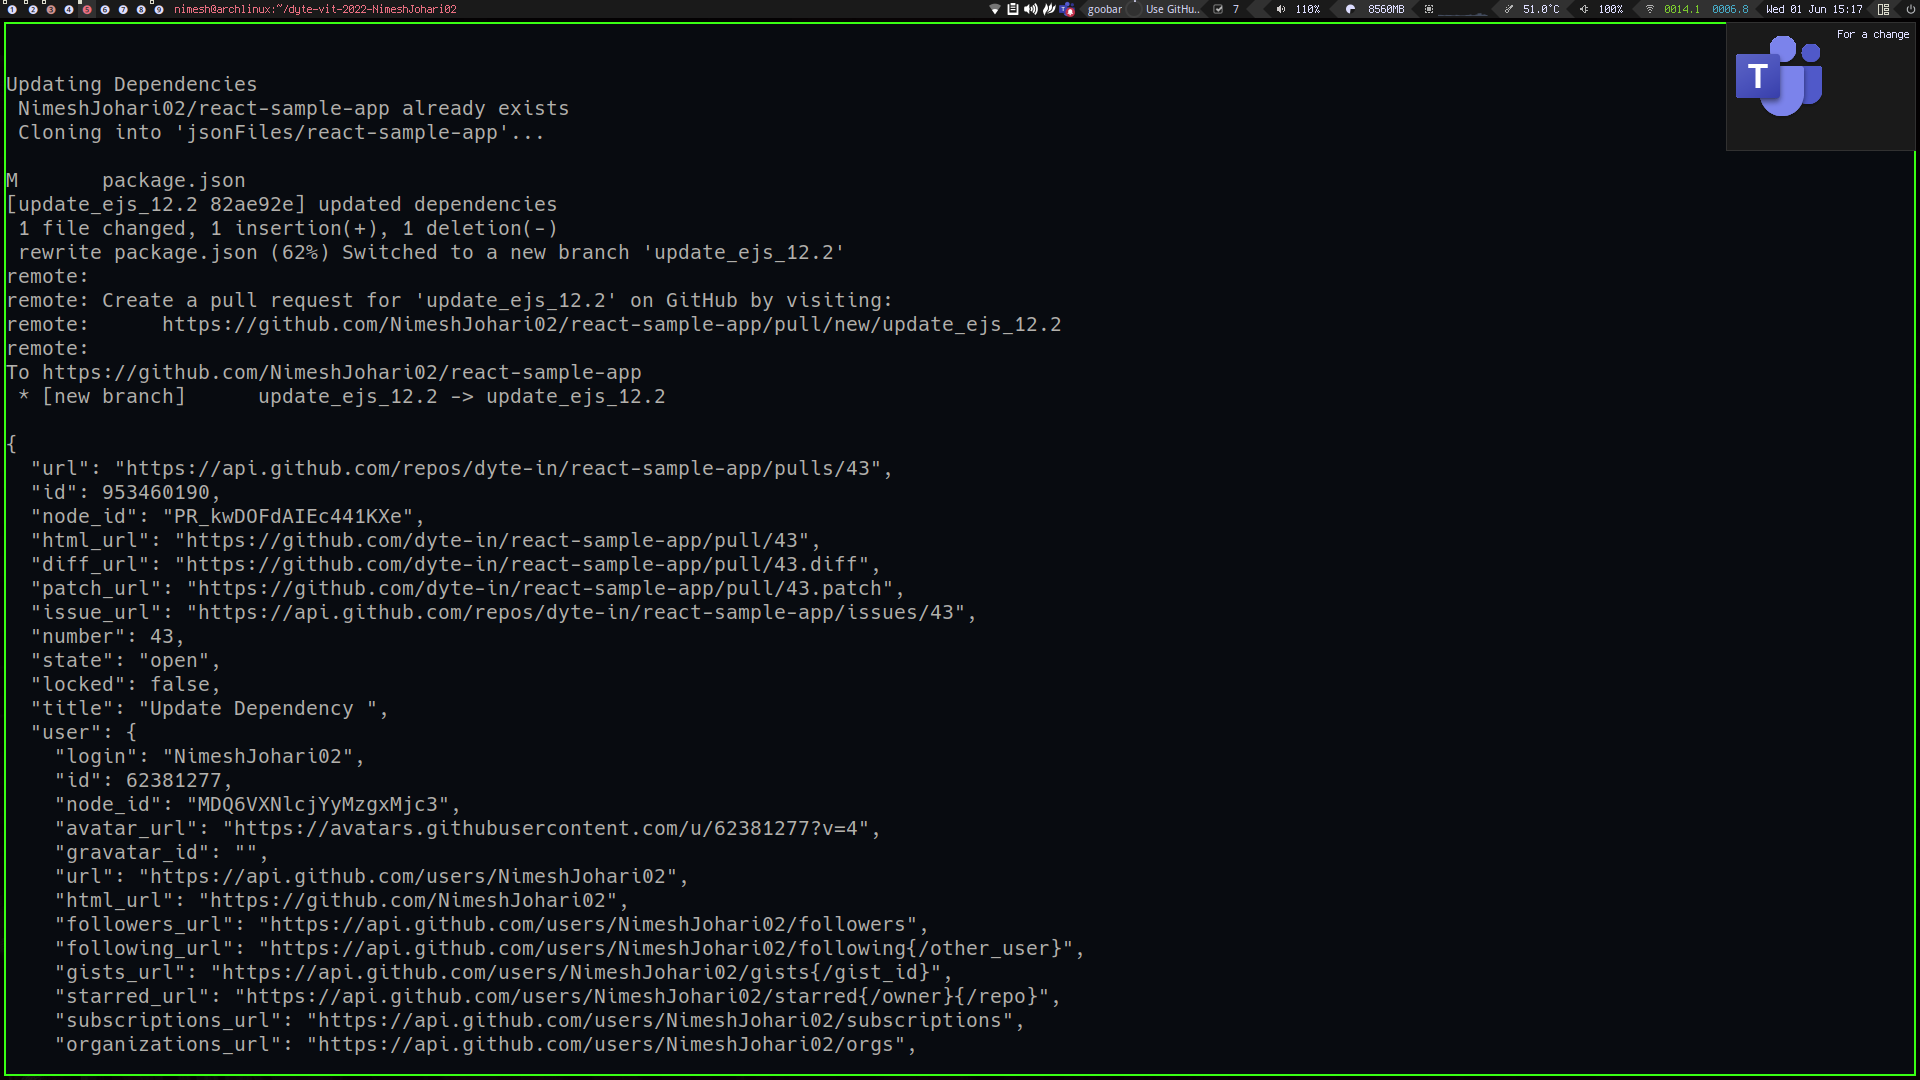 1 2 3 4 5 6 7 8 9 nimesh@archlinux:~/dyte-vit-2022-NimeshJohari02 goobar Use GitHu.. 7 110% 8560MB 51.0°C 100% 0014.1 0006.8 Wed 01 Jun 15:17
For a change
T
Updating Dependencies
NimeshJohari02/react-sample-app already exists
Cloning into 'jsonFiles/react-sample-app'...
M package.json
[update_ejs_12.2 82ae92e] updated dependencies
1 file changed, 1 insertion(+), 1 deletion(-)
rewrite package.json (62%) Switched to a new branch 'update_ejs_12.2'
remote:
remote: Create a pull request for 'update_ejs_12.2' on GitHub by visiting:
remote: https://github.com/NimeshJohari02/react-sample-app/pull/new/update_ejs_12.2
remote:
To https://github.com/NimeshJohari02/react-sample-app
* [new branch] update_ejs_12.2 -> update_ejs_12.2
{
"url": "https://api.github.com/repos/dyte-in/react-sample-app/pulls/43",
"id": 953460190,
"node_id": "PR_kwDOFdAIEc441KXe",
"html_url": "https://github.com/dyte-in/react-sample-app/pull/43",
"diff_url": "https://github.com/dyte-in/react-sample-app/pull/43.diff",
"patch_url": "https://github.com/dyte-in/react-sample-app/pull/43.patch",
"issue_url": "https://api.github.com/repos/dyte-in/react-sample-app/issues/43",
"number": 43,
"state": "open",
"locked": false,
"title": "Update Dependency ",
"user": {
"login": "NimeshJohari02",
"id": 62381277,
"node_id": "MDQ6VXNlcjYyMzgxMjc3",
"avatar_url": "https://avatars.githubusercontent.com/u/62381277?v=4",
"gravatar_id": "",
"url": "https://api.github.com/users/NimeshJohari02",
"html_url": "https://github.com/NimeshJohari02",
"followers_url": "https://api.github.com/users/NimeshJohari02/followers",
"following_url": "https://api.github.com/users/NimeshJohari02/following{/other_user}",
"gists_url": "https://api.github.com/users/NimeshJohari02/gists{/gist_id}",
"starred_url": "https://api.github.com/users/NimeshJohari02/starred{/owner}{/repo}",
"subscriptions_url": "https://api.github.com/users/NimeshJohari02/subscriptions",
"organizations_url": "https://api.github.com/users/NimeshJohari02/orgs",